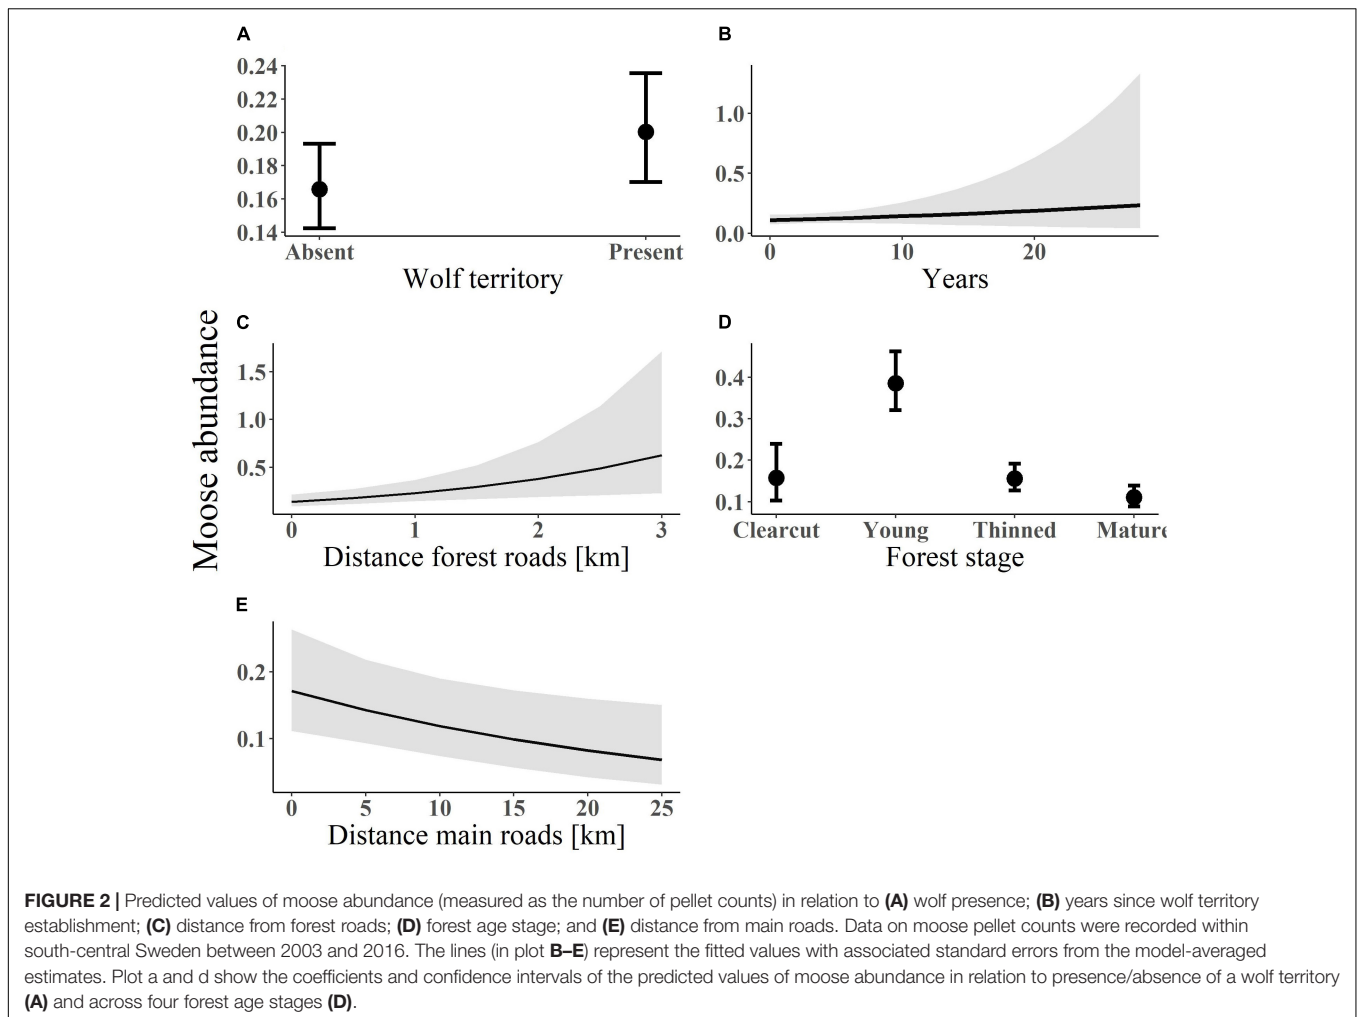 A
0.24
0.22
0.20
0.18
0.16
0.14
Absent
Present
Wolf territory
B
1.0
0.5
0.0
0
10
20
Years
Moose abundance
C
1.5
1.0
0.5
0
1
2
3
Distance forest roads [km]
D
0.4
0.3
0.2
0.1
Clearcut
Young
Thinned
Mature
Forest stage
E
0.2
0.1
0
5
10
15
20
25
Distance main roads [km]
FIGURE 2 | Predicted values of moose abundance (measured as the number of pellet counts) in relation to (A) wolf presence; (B) years since wolf territory
establishment; (C) distance from forest roads; (D) forest age stage; and (E) distance from main roads. Data on moose pellet counts were recorded within
south-central Sweden between 2003 and 2016. The lines (in plot B–E) represent the fitted values with associated standard errors from the model-averaged
estimates. Plot a and d show the coefficients and confidence intervals of the predicted values of moose abundance in relation to presence/absence of a wolf territory
(A) and across four forest age stages (D).